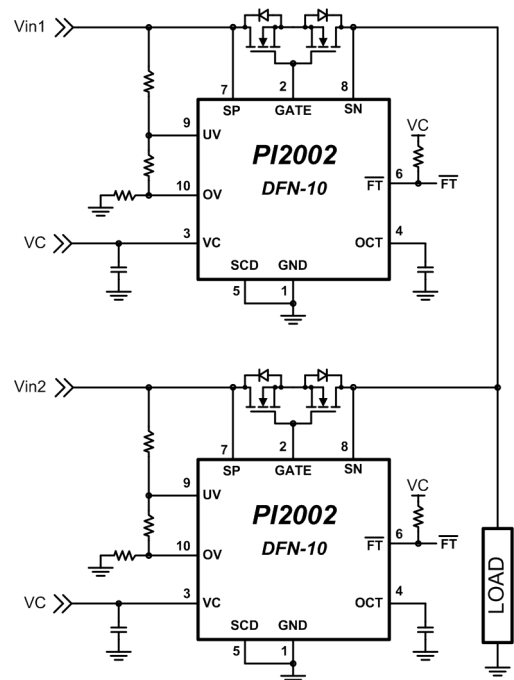 Vin1
7
2
8
SP
GATE
SN
VC
9
UV
PI2002
6
10
DFN-10
FT
FT
OV
VC
3
VC
OCT
4
SCD
GND
5
1
Vin2
7
2
8
SP
GATE
SN
VC
9
UV
PI2002
6
10
DFN-10
FT
FT
OV
VC
3
VC
OCT
4
SCD
GND
5
1
LOAD